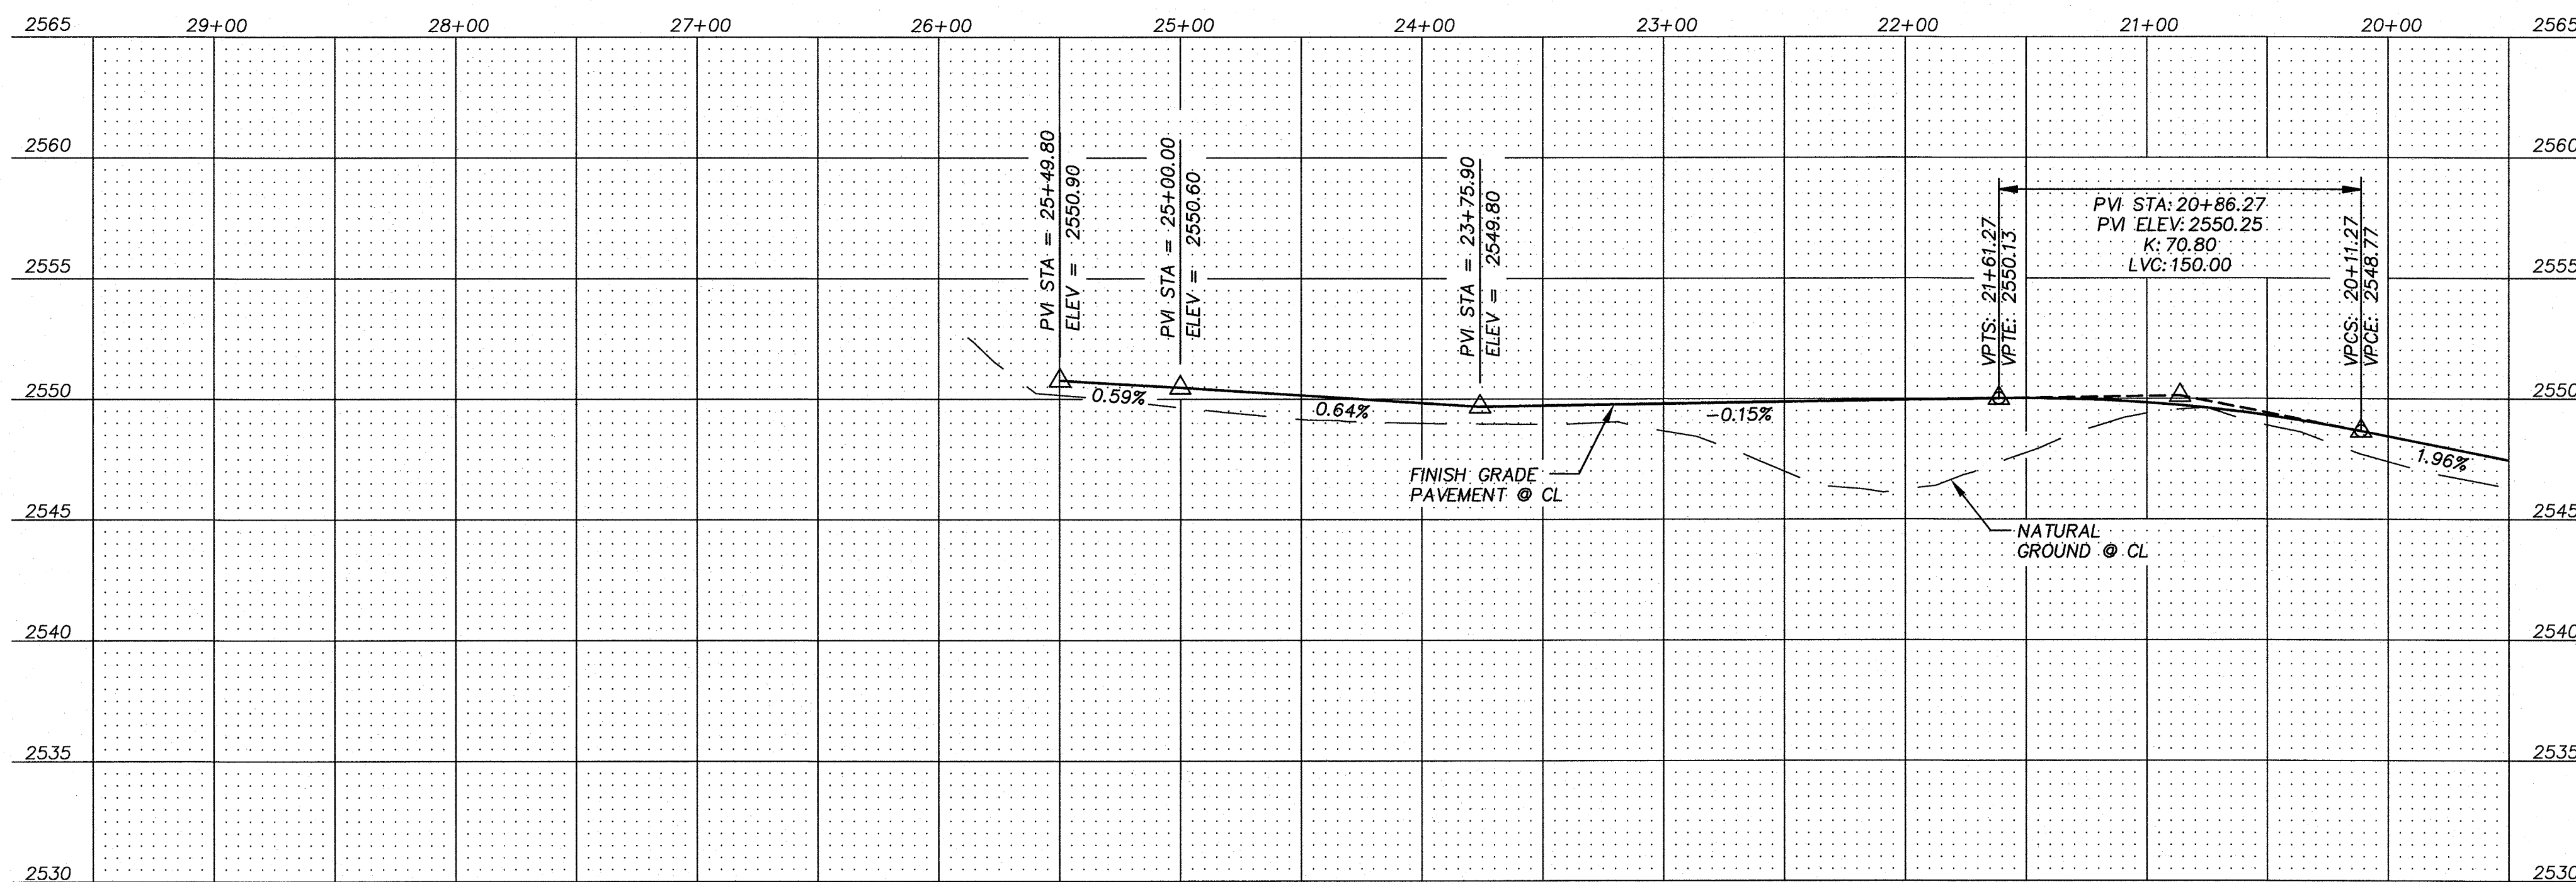 29+00 28+00 27+00 26+00 25+00 24+00 23+00 22+00 21+00 20+00
2565 2565
2560 2560
2555 2555
2550 2550
2545 2545
2540 2540
2535 2535
2530 2530
PVI STA = 25+49.80
ELEV = 2550.90
PVI STA = 25+00.00
ELEV = 2550.60
PVI STA = 23+75.90
ELEV = 2549.80
VPTS: 21+61.27
VPTE: 2550.13
PVI STA: 20+86.27
PVI ELEV: 2550.25
K: 70.80
LVC: 150.00
VPCS: 20+11.27
VPCE: 2548.77
0.59%
0.64%
-0.15%
1.96%
FINISH GRADE
PAVEMENT @ CL
NATURAL
GROUND @ CL